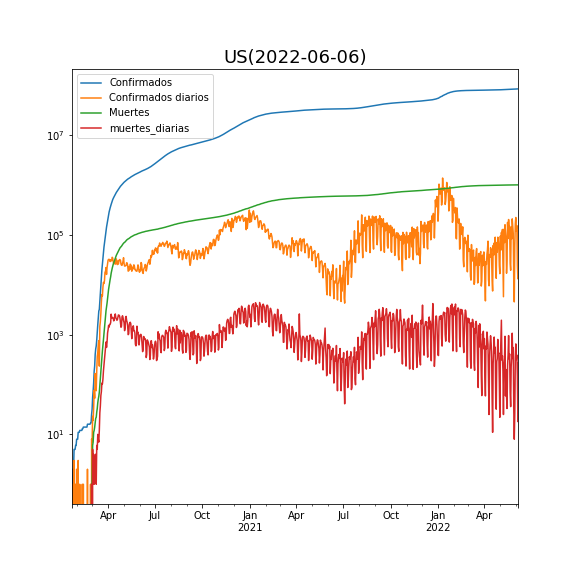 US(2022-06-06)
Confirmados
Confirmados diarios
Muertes
muertes_diarias
10^7
10^5
10^3
10^1
Apr Jul Oct Jan Apr Jul Oct Jan Apr
2021 2022